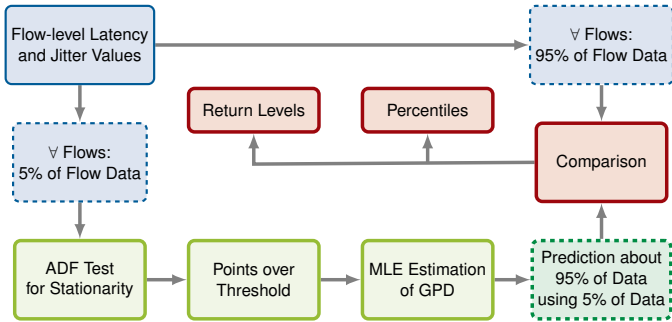 Flow-level Latency
and Jitter Values
∀ Flows:
95% of Flow Data
Return Levels
Percentiles
∀ Flows:
5% of Flow Data
Comparison
ADF Test
for Stationarity
Points over
Threshold
MLE Estimation
of GPD
Prediction about
95% of Data
using 5% of Data